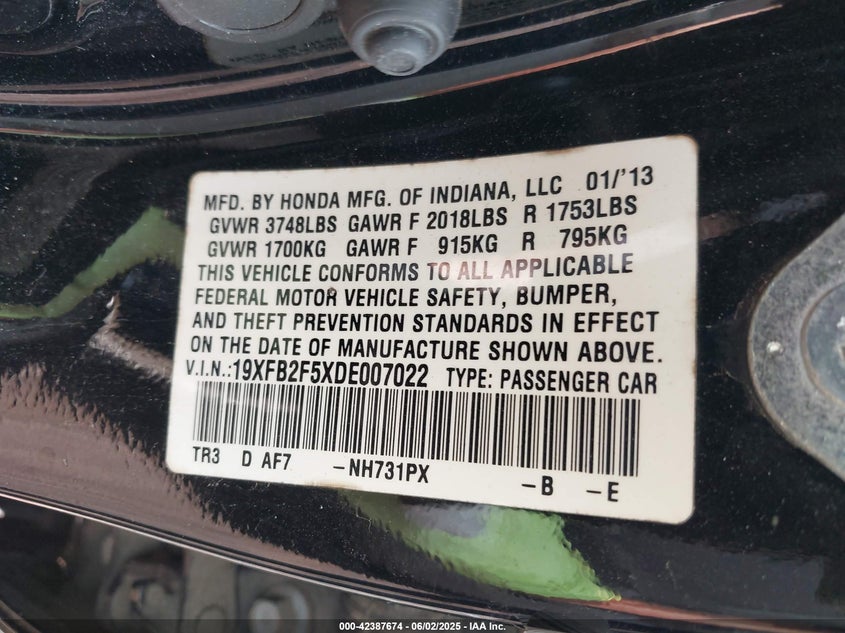 MFD. BY HONDA MFG. OF INDIANA, LLC 01/'13
GVWR 3748LBS GAWR F 2018LBS R 1753LBS
GVWR 1700KG GAWR F 915KG R 795KG
THIS VEHICLE CONFORMS TO ALL APPLICABLE
FEDERAL MOTOR VEHICLE SAFETY, BUMPER,
AND THEFT PREVENTION STANDARDS IN EFFECT
ON THE DATE OF MANUFACTURE SHOWN ABOVE.
V.I.N.:19XFB2F5XDE007022 TYPE: PASSENGER CAR
TR3 D AF7 -NH731PX -B -E
000-42387674 - 06/02/2025 - IAA Inc.